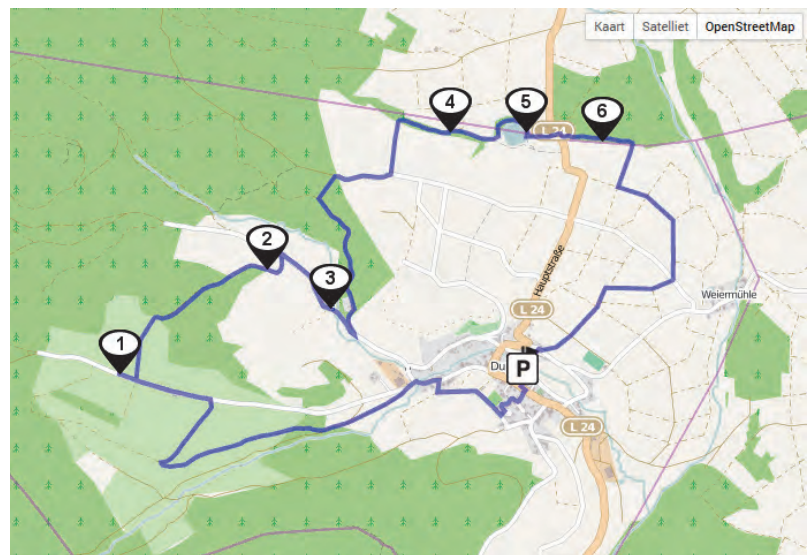 Kaart Satelliet OpenStreetMap
4 5 6
L 24
2
3
Hauptstraße
Weiermühle
L 24
1
P
Du
L 24